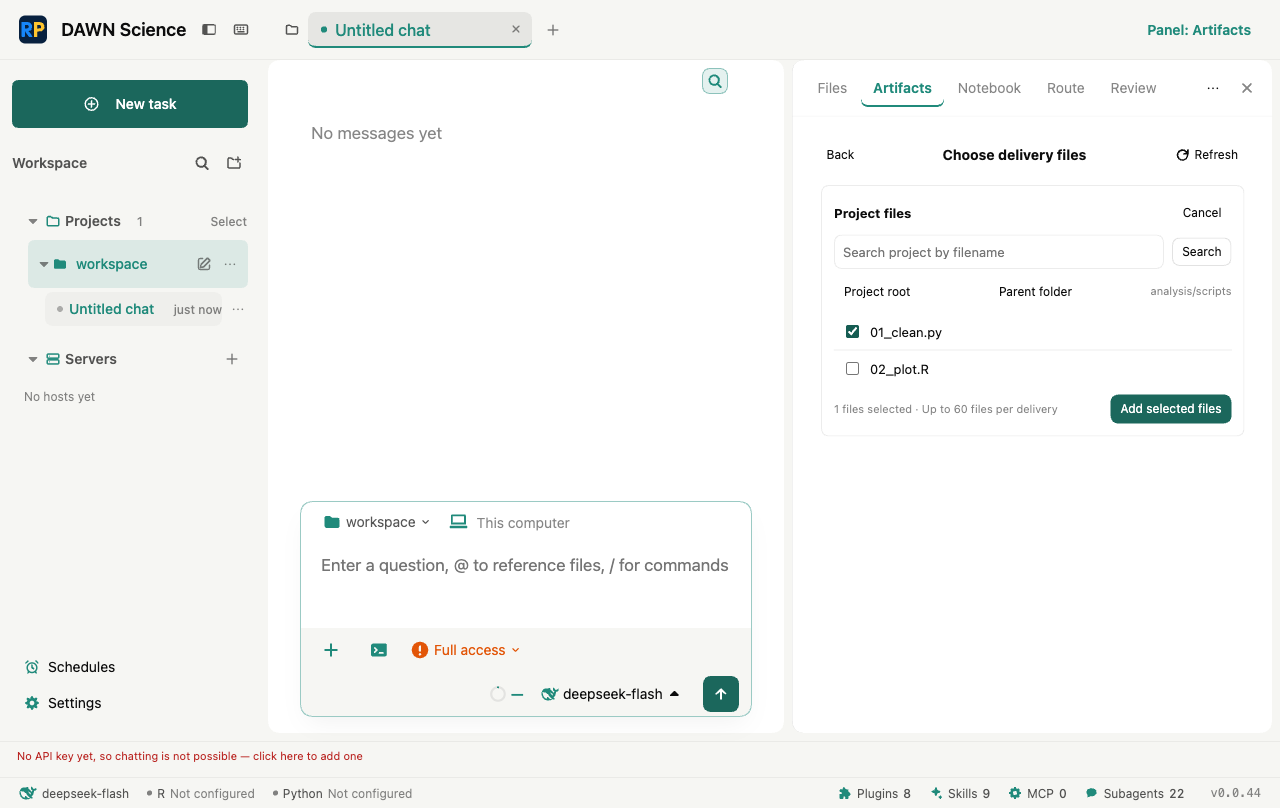 RP DAWN Science
Untitled chat
Panel: Artifacts
New task
Workspace
Projects 1 Select
workspace
Untitled chat just now
Servers
No hosts yet
Schedules
Settings
No messages yet
workspace This computer
Enter a question, @ to reference files, / for commands
Full access
deepseek-flash
Files Artifacts Notebook Route Review
Back Choose delivery files Refresh
Project files Cancel
Search project by filename Search
Project root Parent folder analysis/scripts
01_clean.py
02_plot.R
1 files selected · Up to 60 files per delivery Add selected files
No API key yet, so chatting is not possible — click here to add one
deepseek-flash R Not configured Python Not configured Plugins 8 Skills 9 MCP 0 Subagents 22 v0.0.44